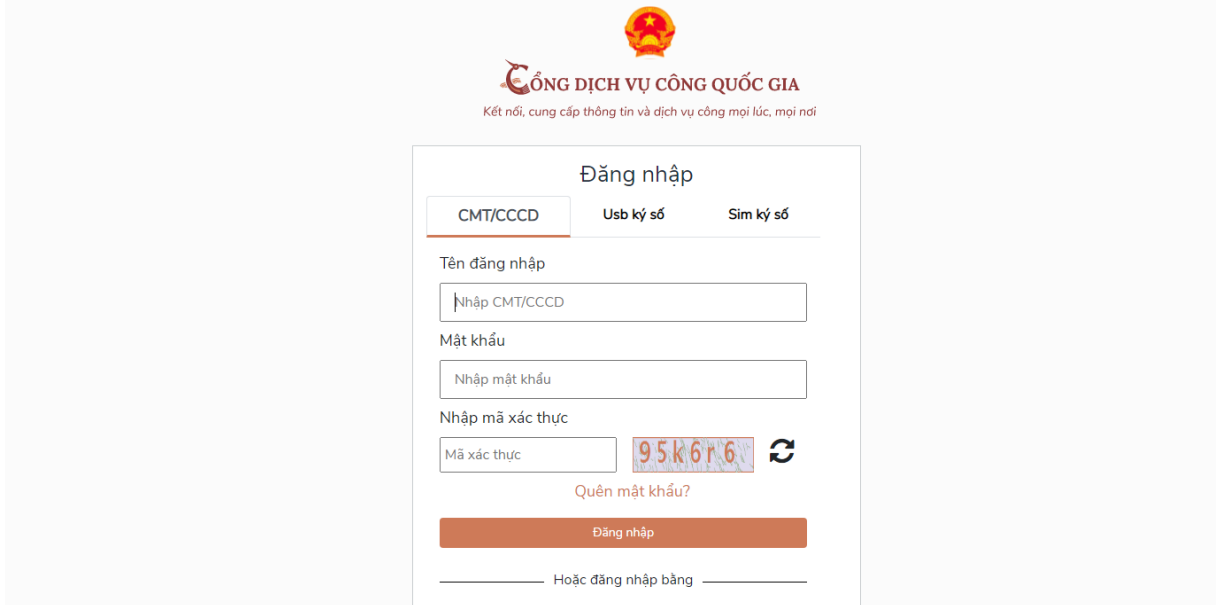 CỔNG DỊCH VỤ CÔNG QUỐC GIA
Kết nối, cung cấp thông tin và dịch vụ công mọi lúc, mọi nơi
Đăng nhập
CMT/CCCD Usb ký số Sim ký số
Tên đăng nhập
Nhập CMT/CCCD
Mật khẩu
Nhập mật khẩu
Nhập mã xác thực
Mã xác thực 95k6r6
Quên mật khẩu?
Đăng nhập
Hoặc đăng nhập bằng